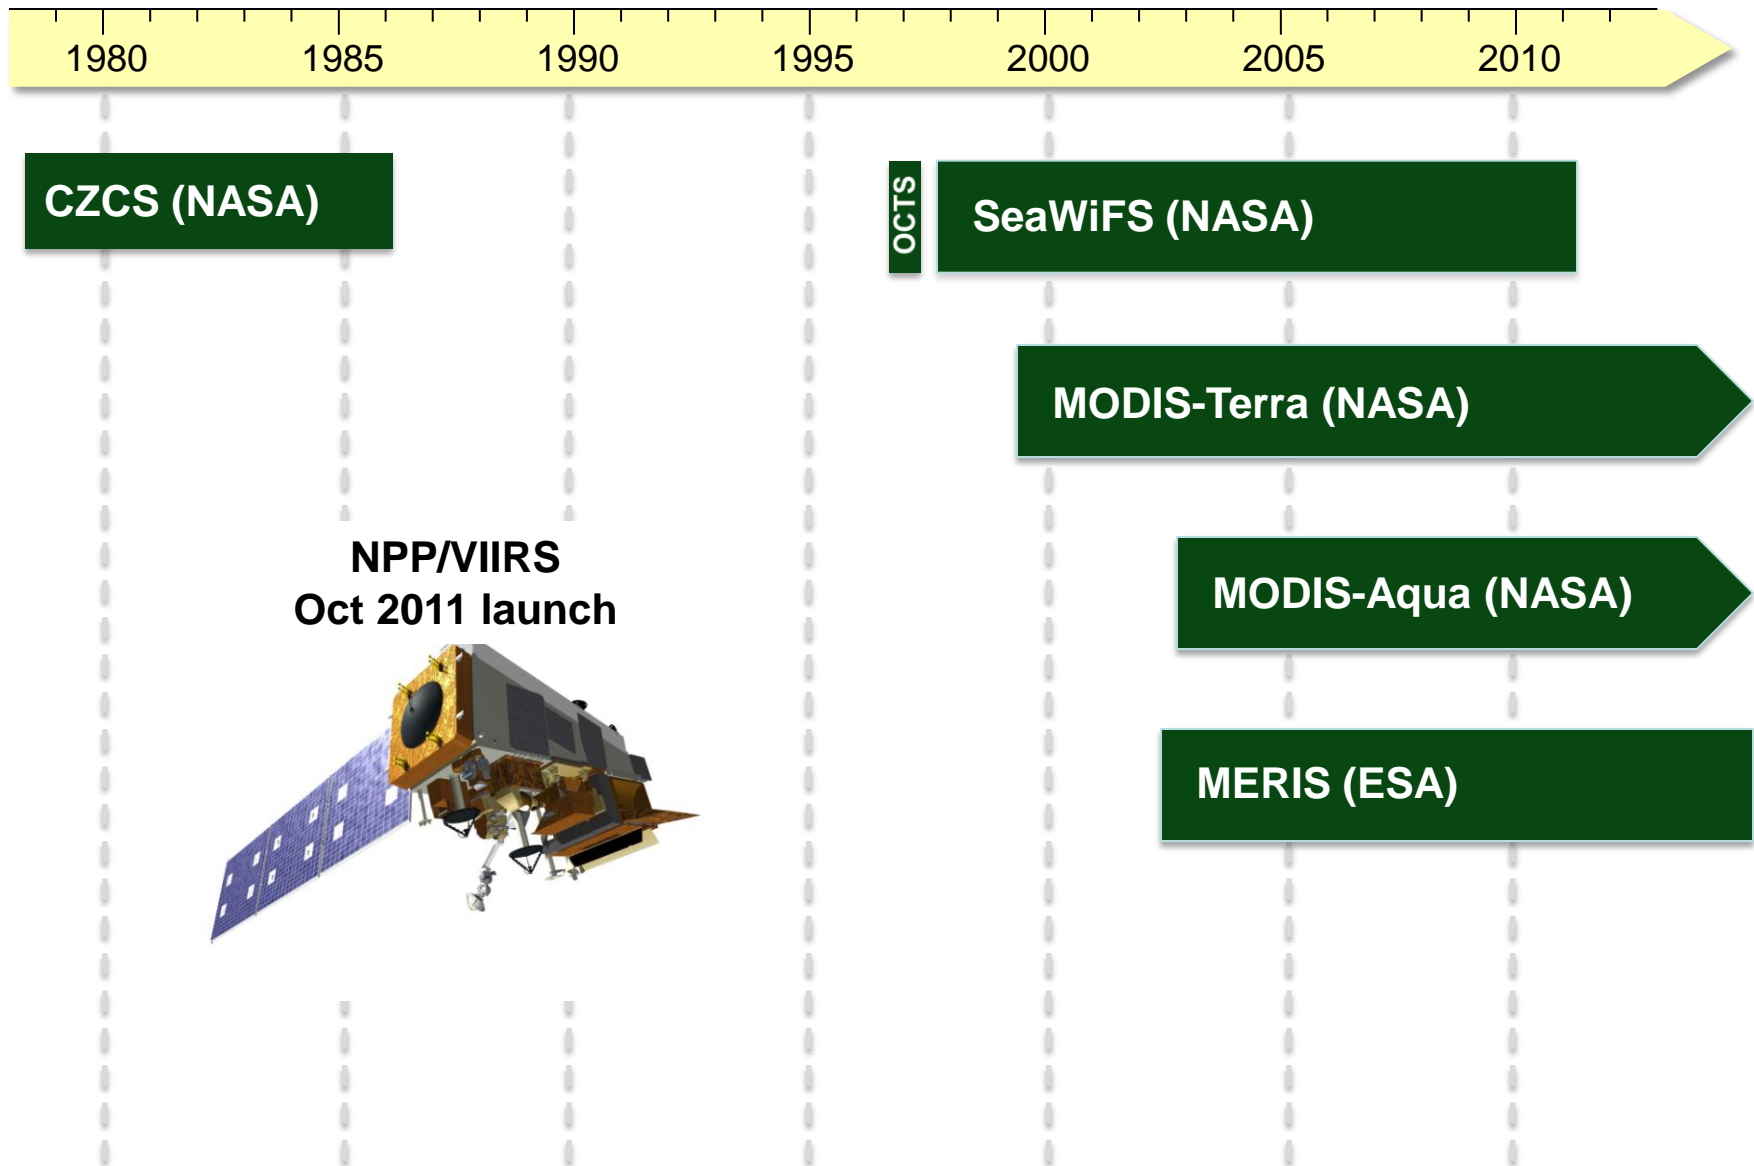 1980 1985 1990 1995 2000 2005 2010
CZCS (NASA)
OCTS
SeaWiFS (NASA)
MODIS-Terra (NASA)
NPP/VIIRS
Oct 2011 launch
MODIS-Aqua (NASA)
MERIS (ESA)